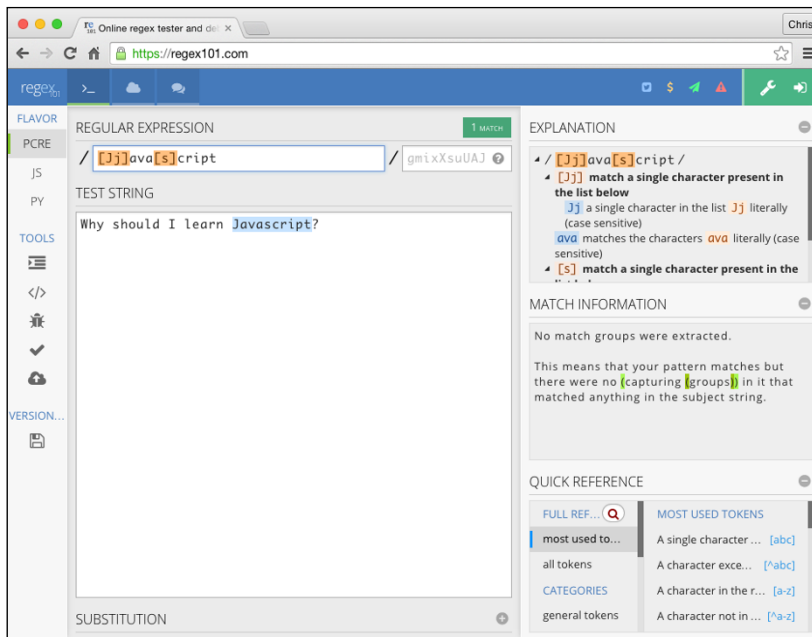 Online regex tester and de
Chris
https://regex101.com
regex101
FLAVOR
PCRE
JS
PY
TOOLS
VERSION...
REGULAR EXPRESSION
1 MATCH
/ [Jj]ava[s]cript / gmixXsuUAJ
TEST STRING
Why should I learn Javascript?
SUBSTITUTION
EXPLANATION
/ [Jj]ava[s]cript /
[Jj] match a single character present in
the list below
Jj a single character in the list Jj literally
(case sensitive)
ava matches the characters ava literally (case
sensitive)
[s] match a single character present in the
list below
MATCH INFORMATION
No match groups were extracted.
This means that your pattern matches but
there were no (capturing (groups)) in it that
matched anything in the subject string.
QUICK REFERENCE
FULL REF...
most used to...
all tokens
CATEGORIES
general tokens
MOST USED TOKENS
A single character ... [abc]
A character exce... [^abc]
A character in the r... [a-z]
A character not in ... [^a-z]